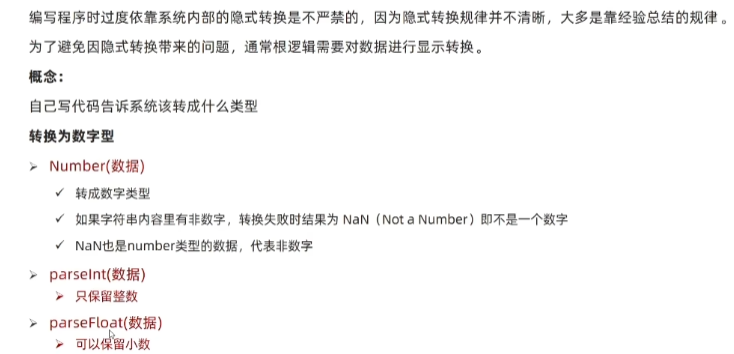 编写程序时过度依靠系统内部的隐式转换是不严禁的，因为隐式转换规律并不清晰，大多是靠经验总结的规律 。
为了避免因隐式转换带来的问题，通常根逻辑需要对数据进行显示转换。
概念：
自己写代码告诉系统该转成什么类型
转换为数字型
➢ Number(数据)
✓ 转成数字类型
✓ 如果字符串内容里有非数字，转换失败时结果为 NaN（Not a Number）即不是一个数字
✓ NaN也是number类型的数据，代表非数字
➢ parseInt(数据)
➢ 只保留整数
➢ parseFloat(数据)
➢ 可以保留小数